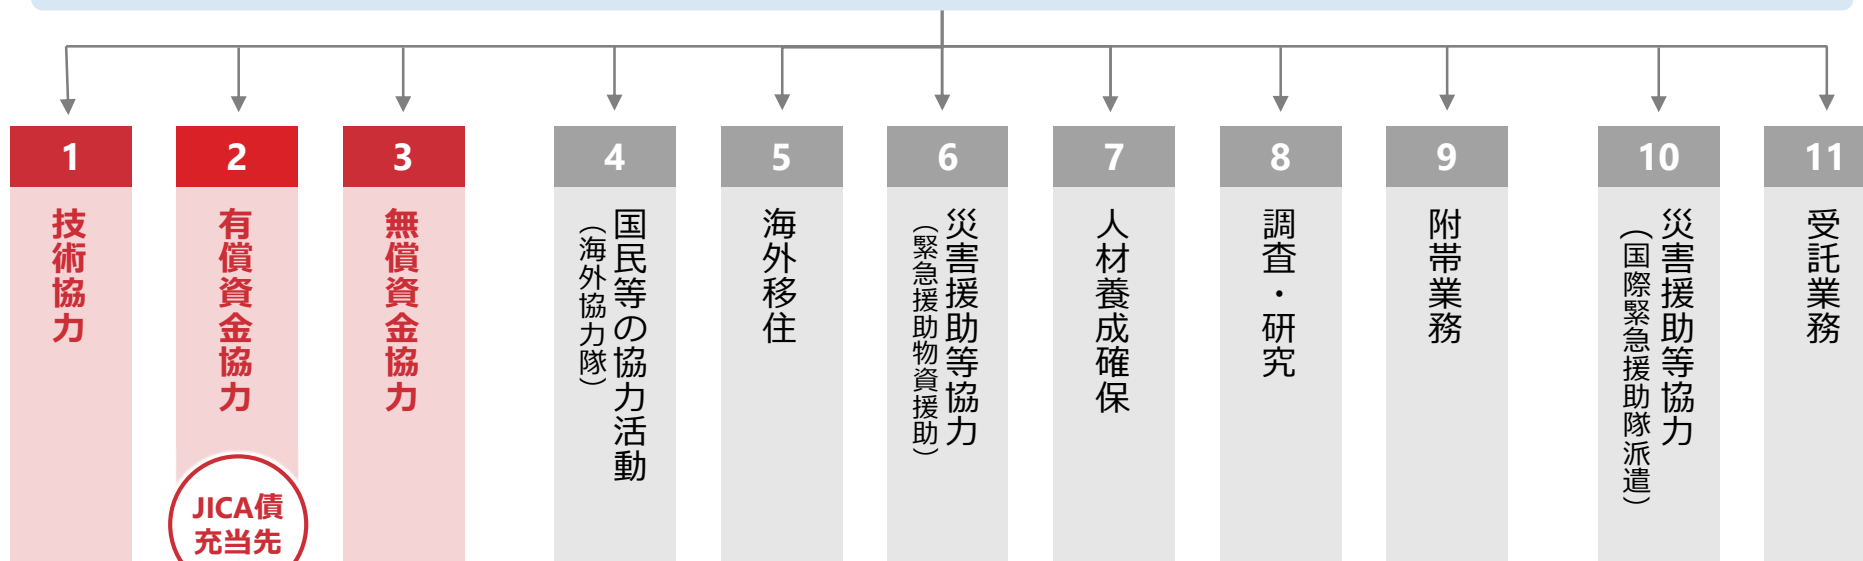 1
技術協力
2
有償資金協力
JICA債
充当先
3
無償資金協力
4
国民等の協力活動
（海外協力隊）
5
海外移住
6
災害援助等協力
（緊急援助物資援助）
7
人材養成確保
8
調査・研究
9
附帯業務
10
災害援助等協力
（国際緊急援助隊派遣）
11
受託業務